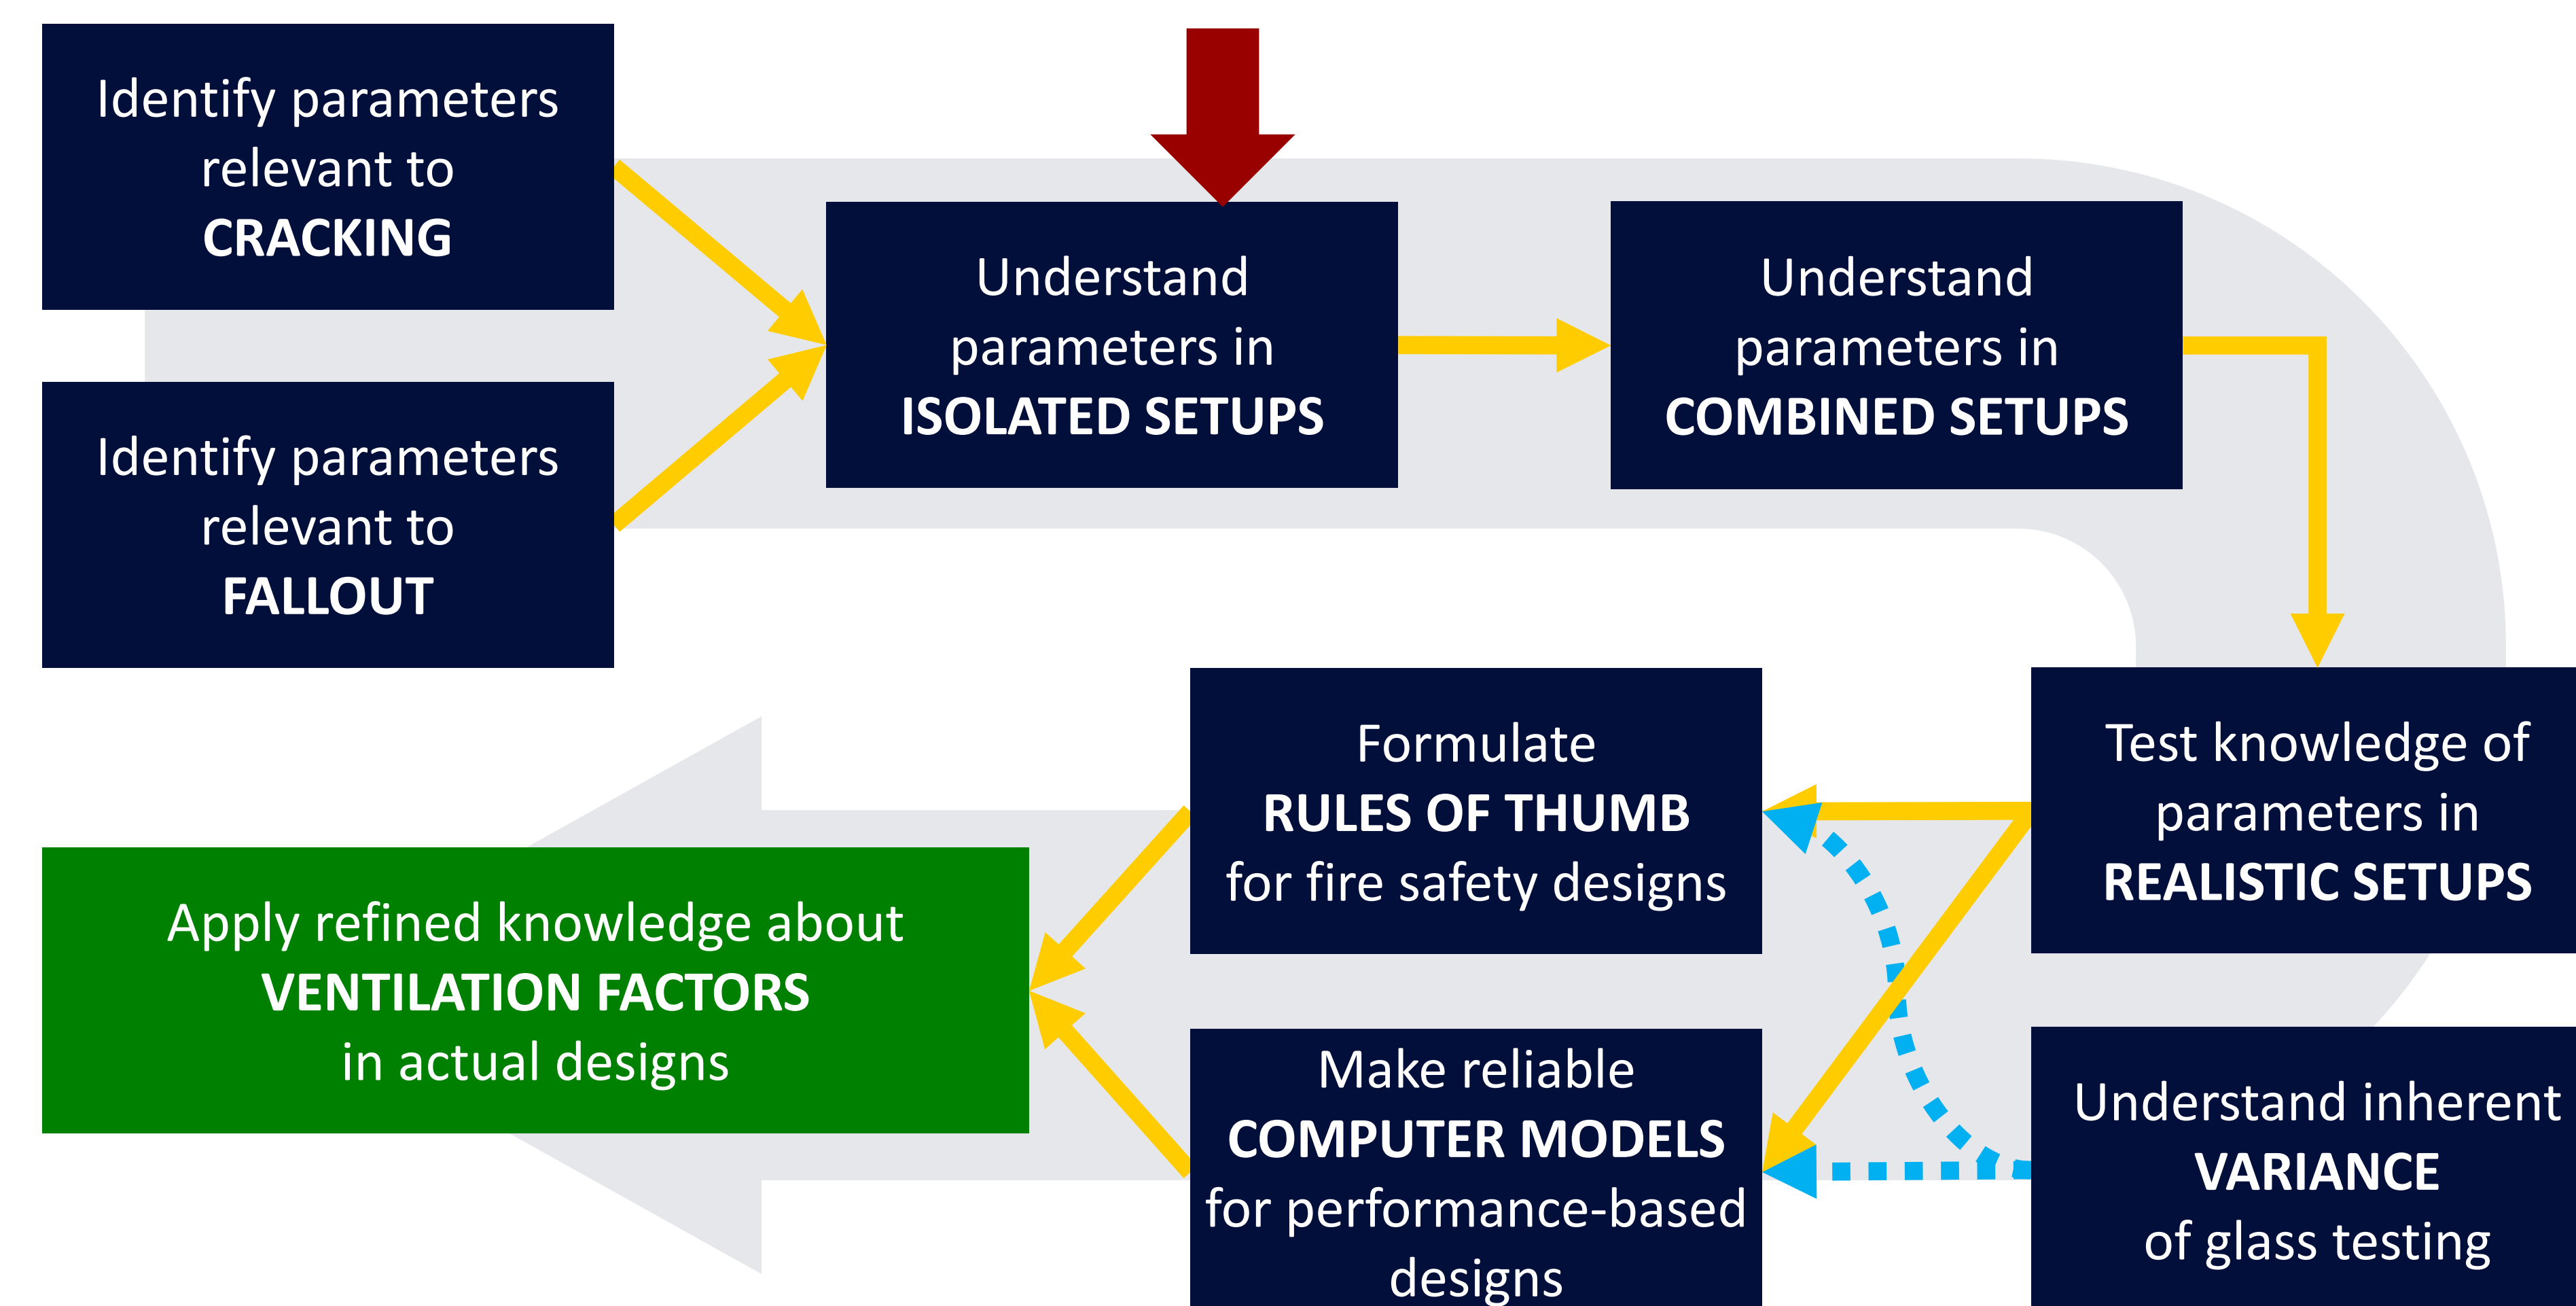 Identify parameters
relevant to
CRACKING
Identify parameters
relevant to
FALLOUT
Understand
parameters in
ISOLATED SETUPS
Understand
parameters in
COMBINED SETUPS
Test knowledge of
parameters in
REALISTIC SETUPS
Understand inherent
VARIANCE
of glass testing
Formulate
RULES OF THUMB
for fire safety designs
Make reliable
COMPUTER MODELS
for performance-based
designs
Apply refined knowledge about
VENTILATION FACTORS
in actual designs